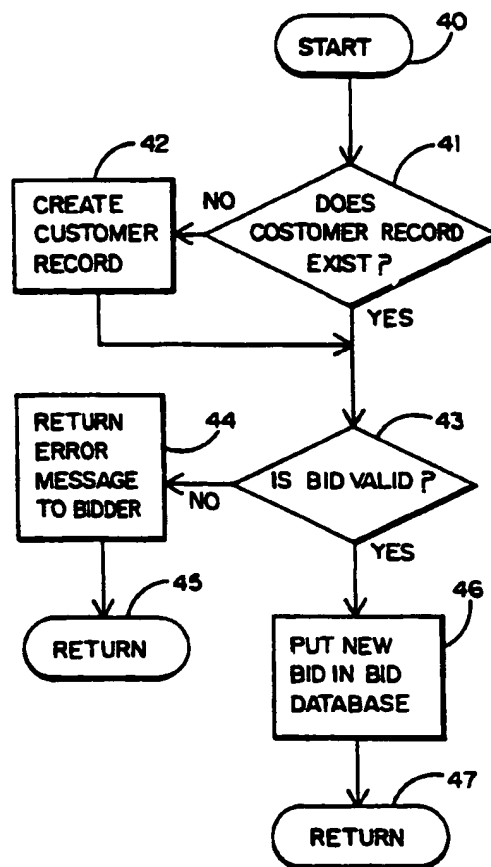 40
START
42
41
CREATE
CUSTOMER
RECORD
NO
DOES
COSTOMER RECORD
EXIST?
YES
RETURN
ERROR
MESSAGE
TO BIDDER
44
43
IS BID VALID?
NO
YES
45
RETURN
46
PUT NEW
BID IN BID
DATABASE
47
RETURN